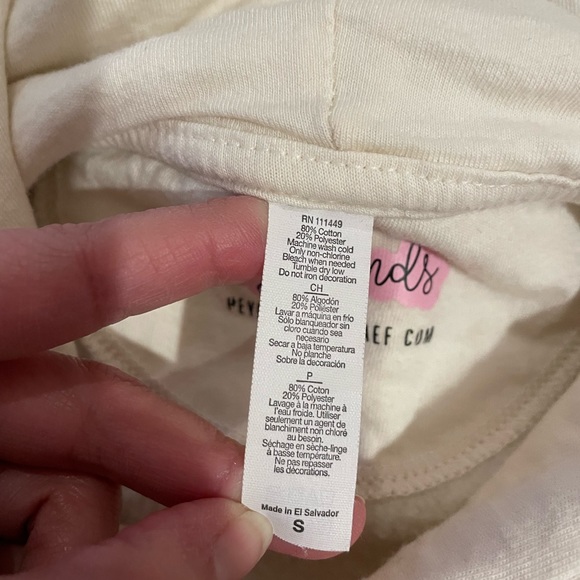 RN 111449
80% Cotton
20% Polyester
Machine wash cold
Only non-chlorine
Bleach when needed
Tumble dry low
Do not iron decoration
CH
80% Algodón
20% Poliéster
Lavar a máquina en frío
Sólo blanqueador sin
cloro cuando sea
necesario
Secar a baja temperatura
No planche
Sobre la decoración
P
80% Coton
20% Polyester
Lavage à la machine à
l'eau froide. Utiliser
seulement un agent de
blanchiment non chloré
au besoin.
Séchage en sèche-linge
à basse température.
Ne pas repasser
les décorations.
Made in El Salvador
S
COM